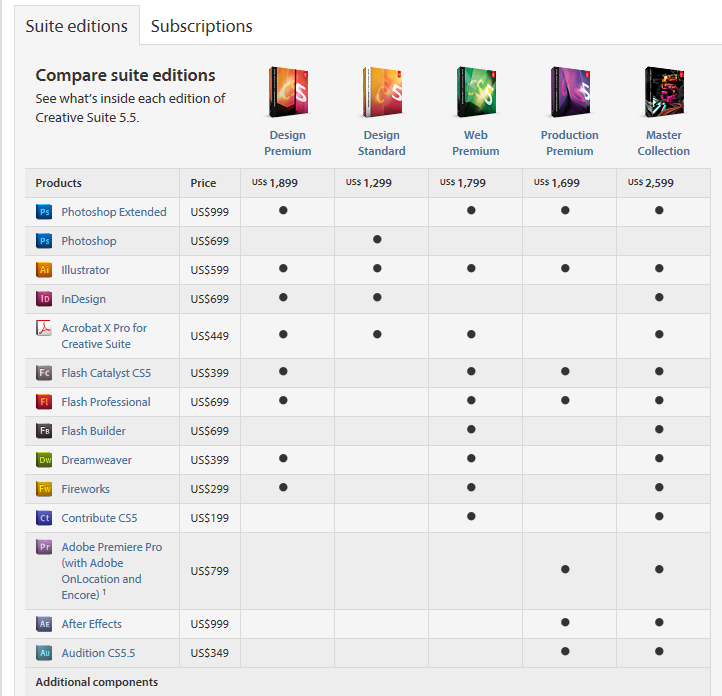 Suite editions Subscriptions
Compare suite editions
See what's inside each edition of
Creative Suite 5.5.
Design
Premium
Design
Standard
Web
Premium
Production
Premium
Master
Collection
Products Price US$ 1,899 US$ 1,299 US$ 1,799 US$ 1,699 US$ 2,599
Ps Photoshop Extended US$999 ● ● ● ●
Ps Photoshop US$699 ●
Ai Illustrator US$599 ● ● ● ● ●
ID InDesign US$699 ● ● ●
Acrobat X Pro for
Creative Suite US$449 ● ● ● ●
Fc Flash Catalyst CS5 US$399 ● ● ● ●
Fl Flash Professional US$699 ● ● ● ●
FB Flash Builder US$699 ● ●
Dw Dreamweaver US$399 ● ● ●
Fw Fireworks US$299 ● ● ●
Ct Contribute CS5 US$199 ● ●
Pr Adobe Premiere Pro
(with Adobe
OnLocation and
Encore) 1 US$799 ● ●
AE After Effects US$999 ● ●
Au Audition CS5.5 US$349 ● ●
Additional components